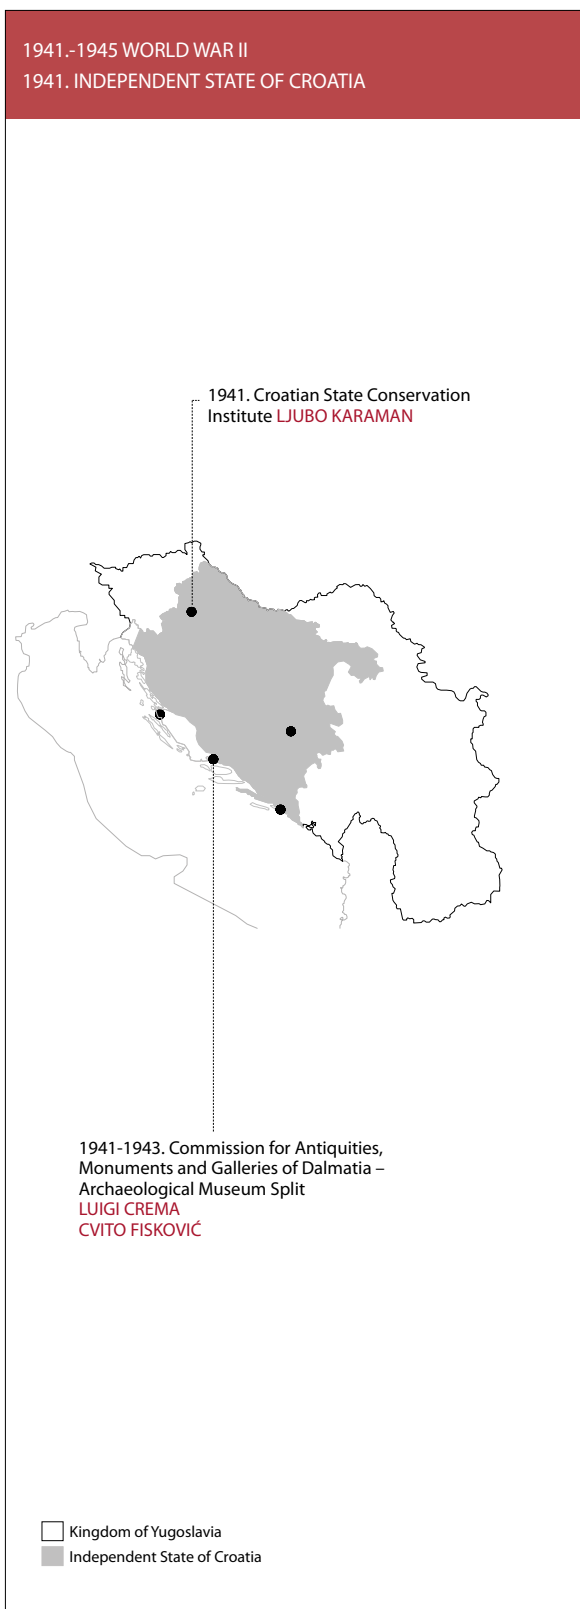 1941.-1945 WORLD WAR II
1941. INDEPENDENT STATE OF CROATIA
1941. Croatian State Conservation
Institute LJUBO KARAMAN
1941-1943. Commission for Antiquities,
Monuments and Galleries of Dalmatia –
Archaeological Museum Split
LUIGI CREMA
CVITO FISKOVIĆ
Kingdom of Yugoslavia
Independent State of Croatia